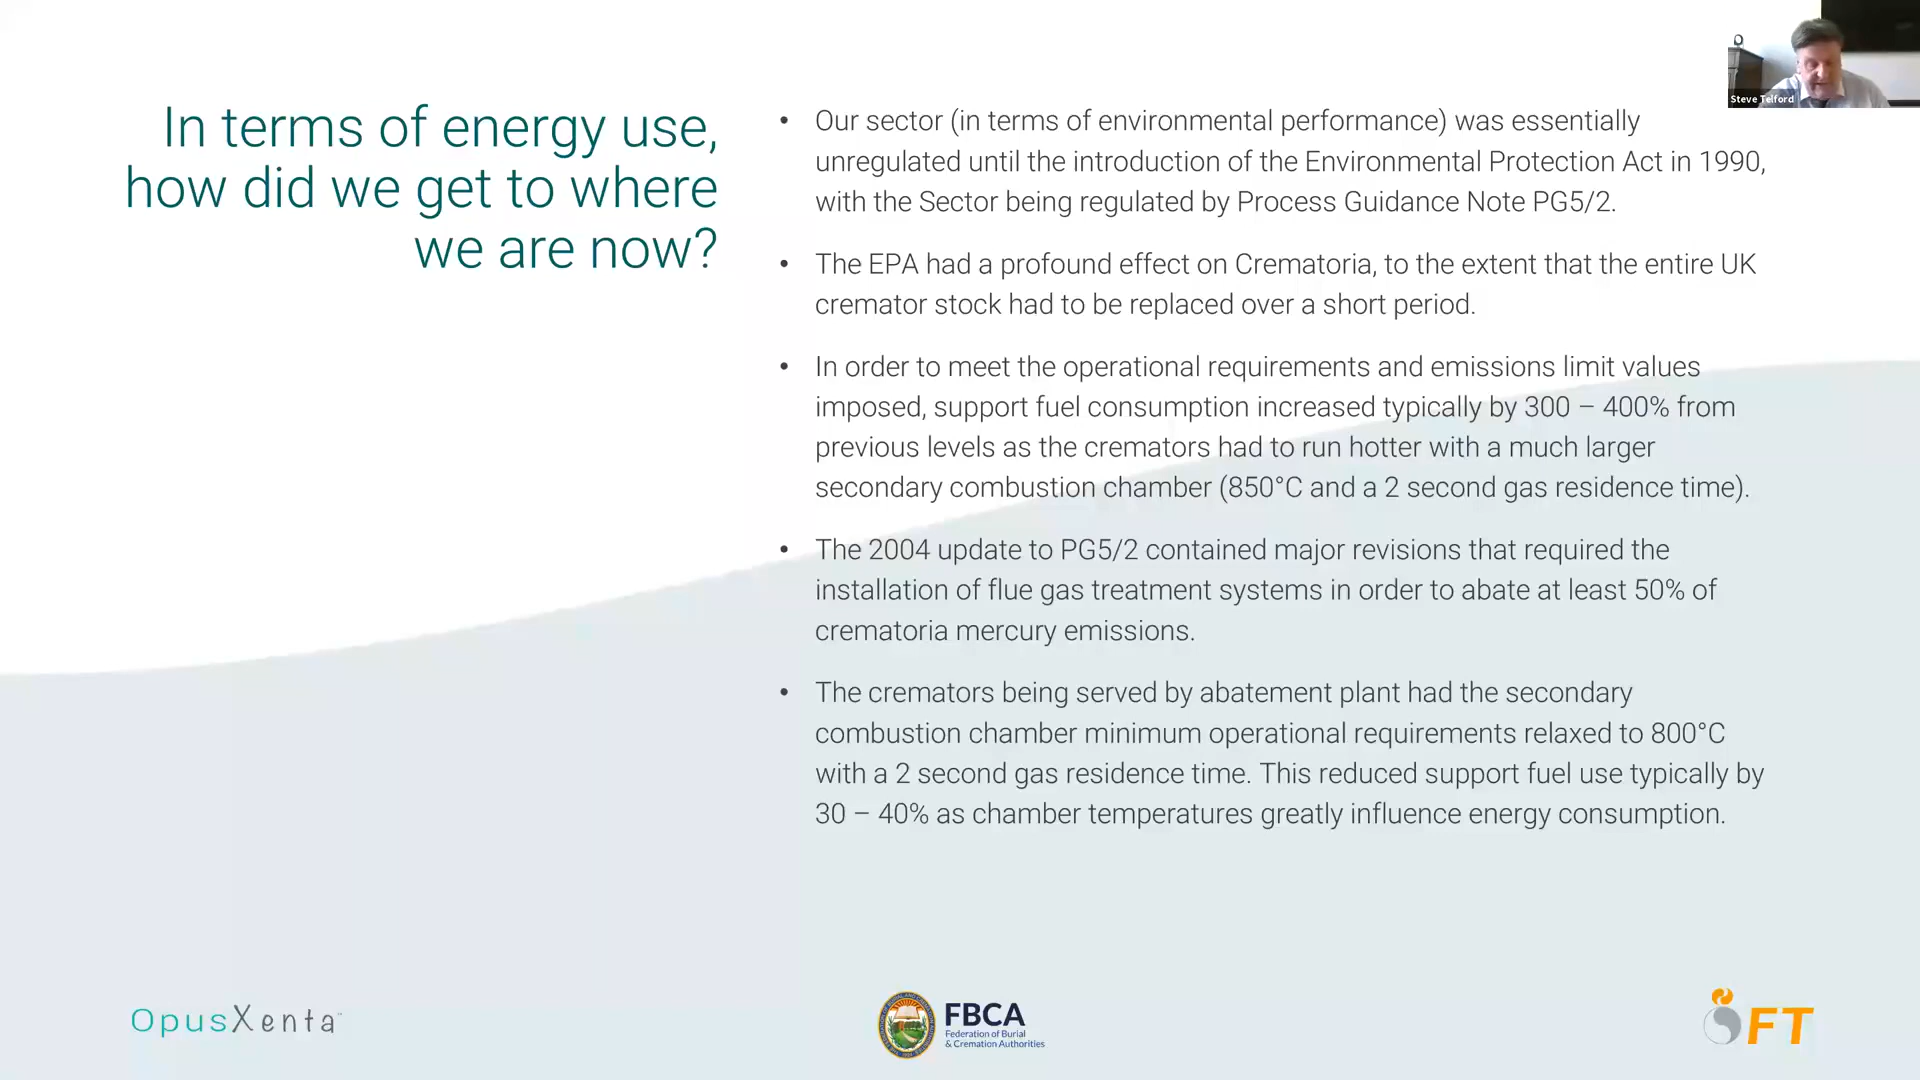 In terms of energy use,
how did we get to where
we are now?
• Our sector (in terms of environmental performance) was essentially
unregulated until the introduction of the Environmental Protection Act in 1990,
with the Sector being regulated by Process Guidance Note PG5/2.
• The EPA had a profound effect on Crematoria, to the extent that the entire UK
cremator stock had to be replaced over a short period.
• In order to meet the operational requirements and emissions limit values
imposed, support fuel consumption increased typically by 300 – 400% from
previous levels as the cremators had to run hotter with a much larger
secondary combustion chamber (850°C and a 2 second gas residence time).
• The 2004 update to PG5/2 contained major revisions that required the
installation of flue gas treatment systems in order to abate at least 50% of
crematoria mercury emissions.
• The cremators being served by abatement plant had the secondary
combustion chamber minimum operational requirements relaxed to 800°C
with a 2 second gas residence time. This reduced support fuel use typically by
30 – 40% as chamber temperatures greatly influence energy consumption.
Steve Telford
OpusXenta™
FBCA
Federation of Burial
& Cremation Authorities
FT